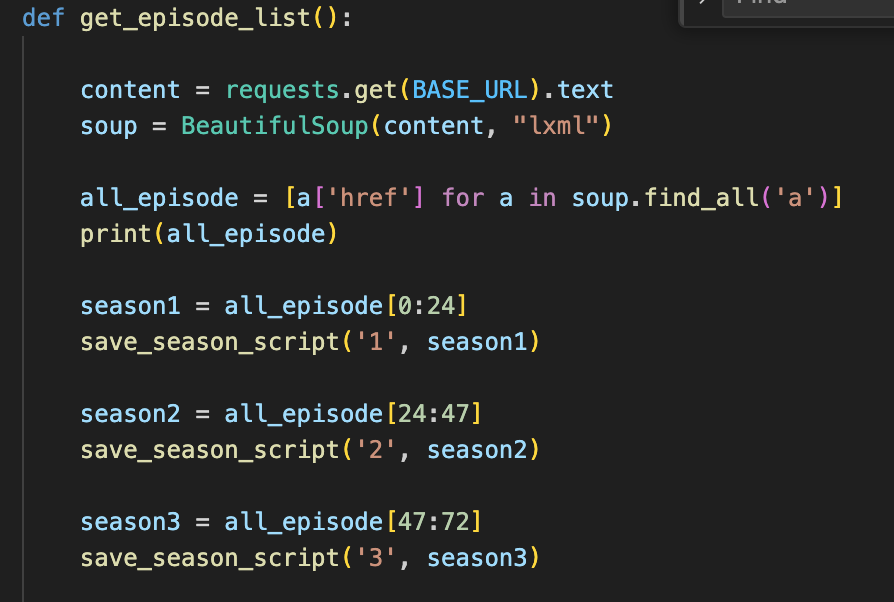 Find
def get_episode_list():
content = requests.get(BASE_URL).text
soup = BeautifulSoup(content, "lxml")
all_episode = [a['href'] for a in soup.find_all('a')]
print(all_episode)
season1 = all_episode[0:24]
save_season_script('1', season1)
season2 = all_episode[24:47]
save_season_script('2', season2)
season3 = all_episode[47:72]
save_season_script('3', season3)